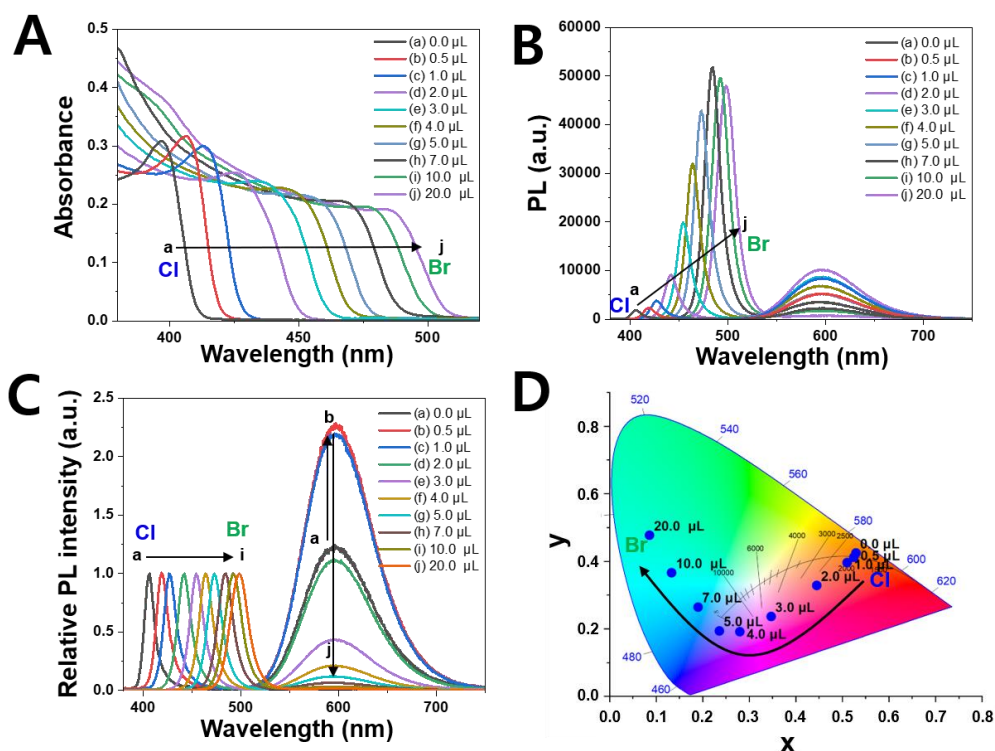 A
0.5
0.4
0.3
0.2
0.1
0.0
Absorbance
400
450
500
Wavelength (nm)
(a) 0.0 µL
(b) 0.5 µL
(c) 1.0 µL
(d) 2.0 µL
(e) 3.0 µL
(f) 4.0 µL
(g) 5.0 µL
(h) 7.0 µL
(i) 10.0 µL
(j) 20.0 µL
a
j
Cl
Br
B
60000
50000
40000
30000
20000
10000
0
PL (a.u.)
400
500
600
700
Wavelength (nm)
(a) 0.0 µL
(b) 0.5 µL
(c) 1.0 µL
(d) 2.0 µL
(e) 3.0 µL
(f) 4.0 µL
(g) 5.0 µL
(h) 7.0 µL
(i) 10.0 µL
(j) 20.0 µL
j
Br
a
Cl
C
2.5
2.0
1.5
1.0
0.5
0.0
Relative PL intensity (a.u.)
400
500
600
700
Wavelength (nm)
(a) 0.0 µL
(b) 0.5 µL
(c) 1.0 µL
(d) 2.0 µL
(e) 3.0 µL
(f) 4.0 µL
(g) 5.0 µL
(h) 7.0 µL
(i) 10.0 µL
(j) 20.0 µL
b
Cl
Br
a
i
a
j
D
0.8
0.6
0.4
0.2
0.0
y
0.0
0.1
0.2
0.3
0.4
0.5
0.6
0.7
0.8
x
520
540
560
580
600
620
480
460
10000
6000
4000
3000
2500
20.0 µL
Br
10.0 µL
7.0 µL
5.0 µL
4.0 µL
3.0 µL
2.0 µL
0.0 µL
0.5 µL
1.0 µL
Cl